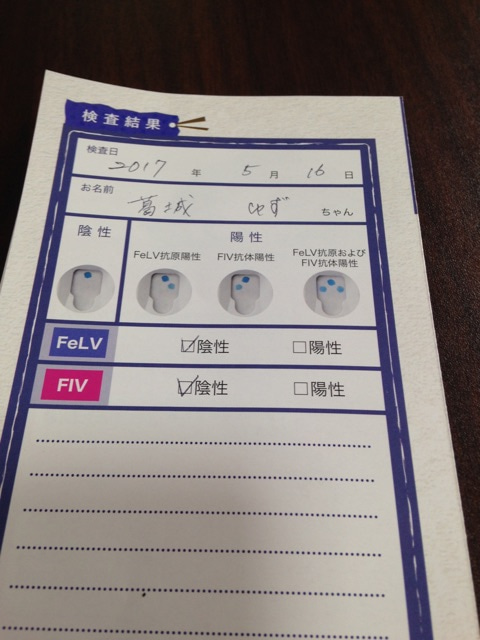 検査結果
検査日
2017 年 5 月 16 日
お名前
葛城 ゆず ちゃん
陰性
陽性
FeLV抗原陽性 FIV抗体陽性 FeLV抗原および
FIV抗体陽性
FeLV ☑陰性 □陽性
FIV ☑陰性 □陽性